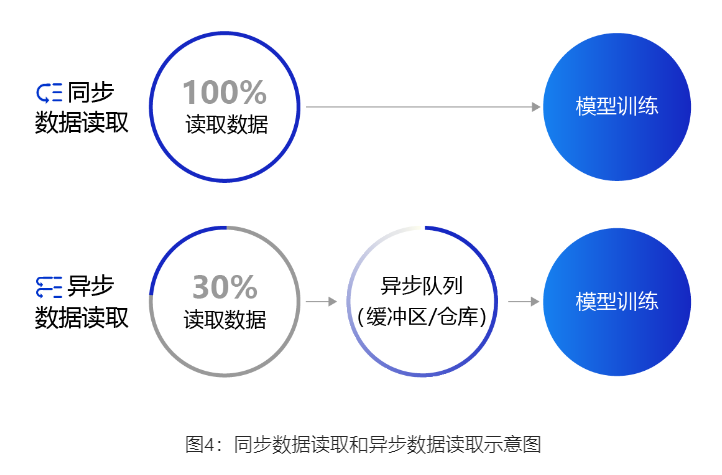 同步
数据读取
100%
读取数据
模型训练
异步
数据读取
30%
读取数据
异步队列
（缓冲区/仓库）
模型训练
图4：同步数据读取和异步数据读取示意图